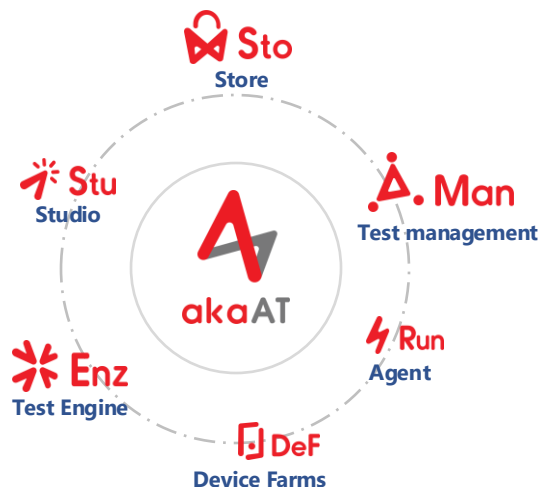 Sto
Store
Stu
Studio
Man
Test management
akaAT
Run
Agent
Enz
Test Engine
DeF
Device Farms